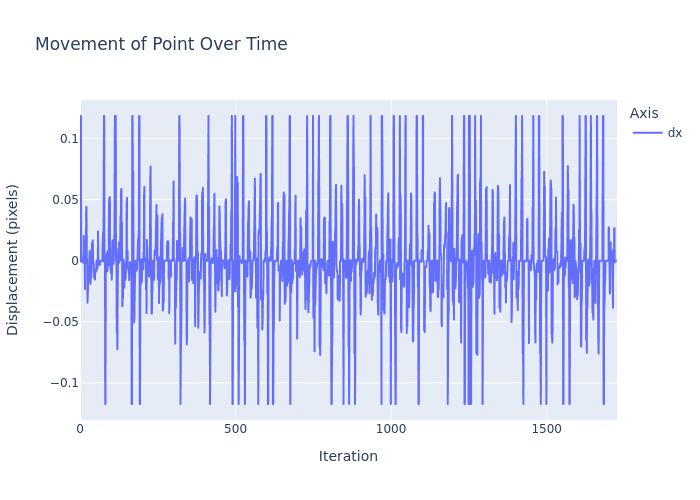 Movement of Point Over Time
Axis
dx
Displacement (pixels)
0.1
0.05
0
−0.05
−0.1
0
500
1000
1500
Iteration